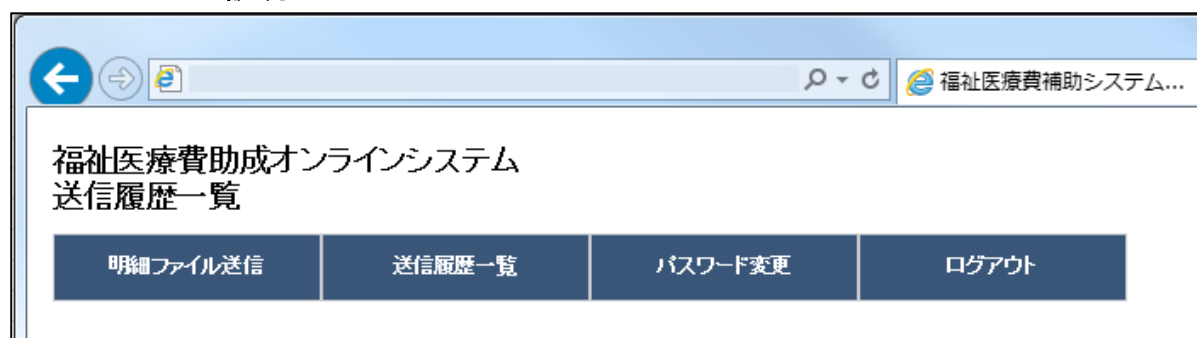 福祉医療費補助システム...
福祉医療費助成オンラインシステム
送信履歴一覧
明細ファイル送信
送信履歴一覧
パスワード変更
ログアウト